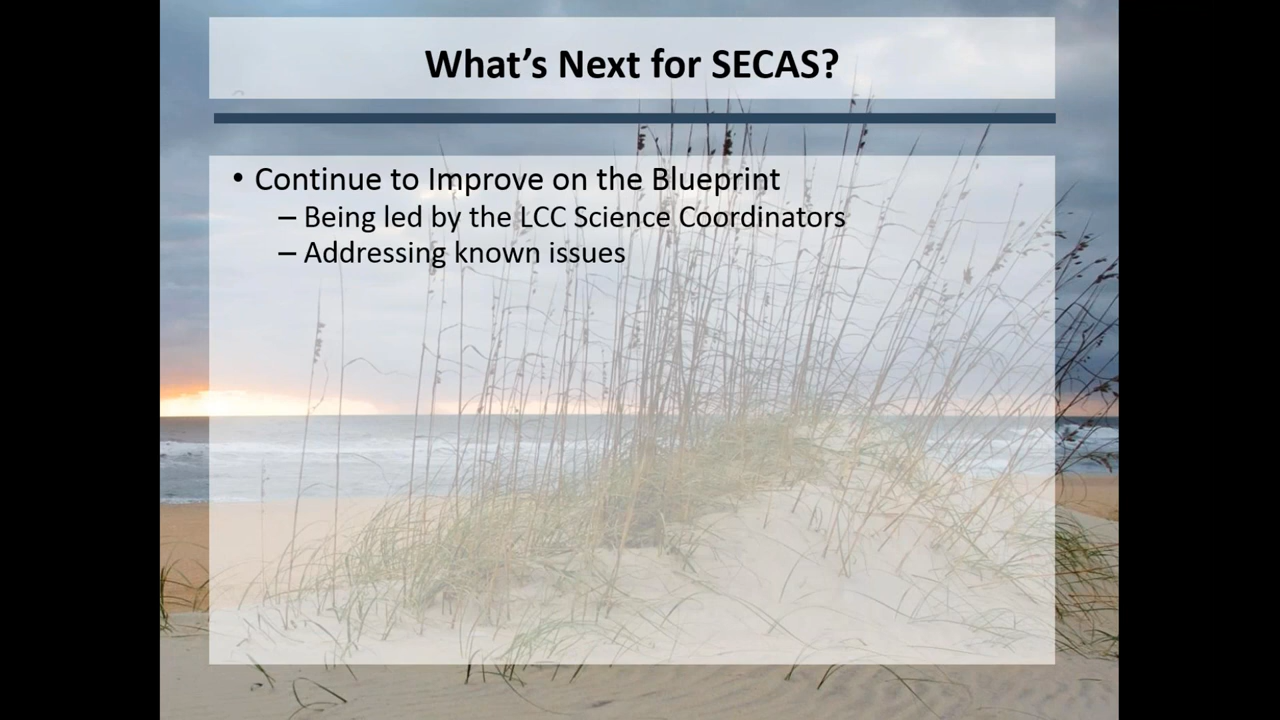 What’s Next for SECAS?
• Continue to Improve on the Blueprint
– Being led by the LCC Science Coordinators
– Addressing known issues